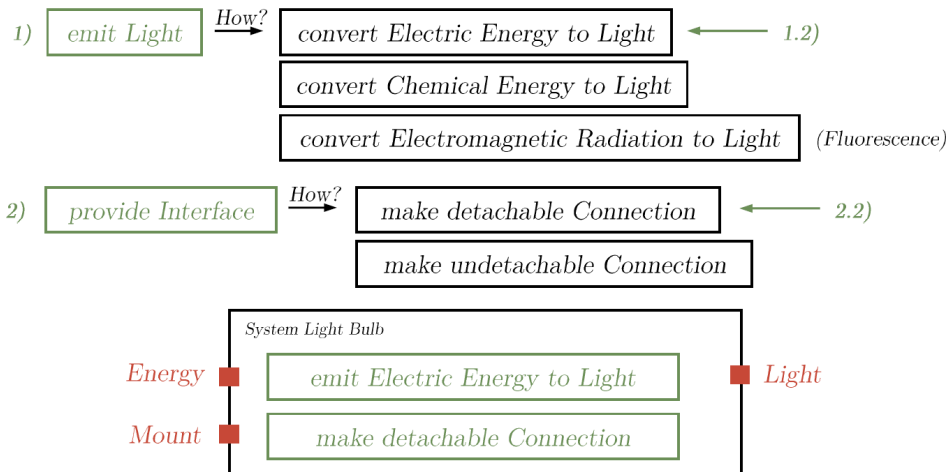 1) emit Light How? convert Electric Energy to Light 1.2)
convert Chemical Energy to Light
convert Electromagnetic Radiation to Light (Fluorescence)
2) provide Interface How? make detachable Connection 2.2)
make undetachable Connection
System Light Bulb
Energy emit Electric Energy to Light Light
Mount make detachable Connection